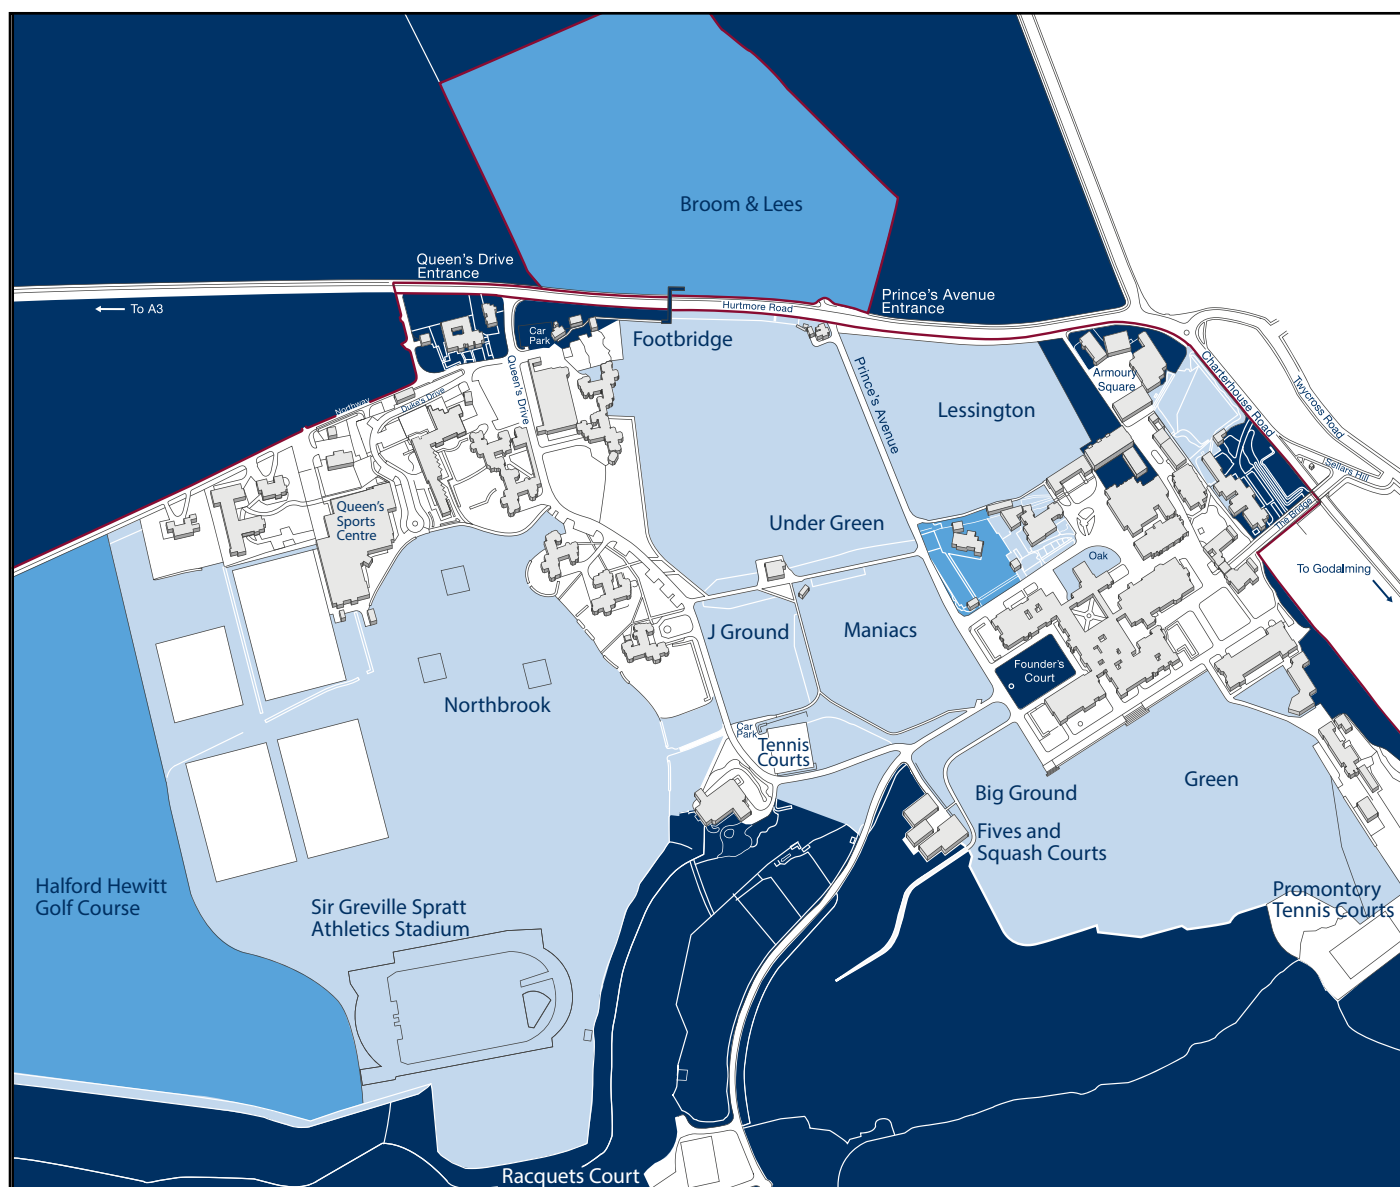 Broom & Lees
Queen's Drive
Entrance
To A3
Prince's Avenue
Entrance
Hurtmore Road
Car
Park
Footbridge
Queen's Drive
Northway
Duke's Drive
Prince's Avenue
Lessington
Armoury
Square
Charterhouse Road
Twycross Road
Sellars Hill
The Bridge
To Godalming
Queen's
Sports
Centre
Under Green
Oak
J Ground
Maniacs
Founder's
Court
Northbrook
Car
Park
Tennis
Courts
Big Ground
Green
Fives and
Squash Courts
Halford Hewitt
Golf Course
Sir Greville Spratt
Athletics Stadium
Promontory
Tennis Courts
Racquets Court